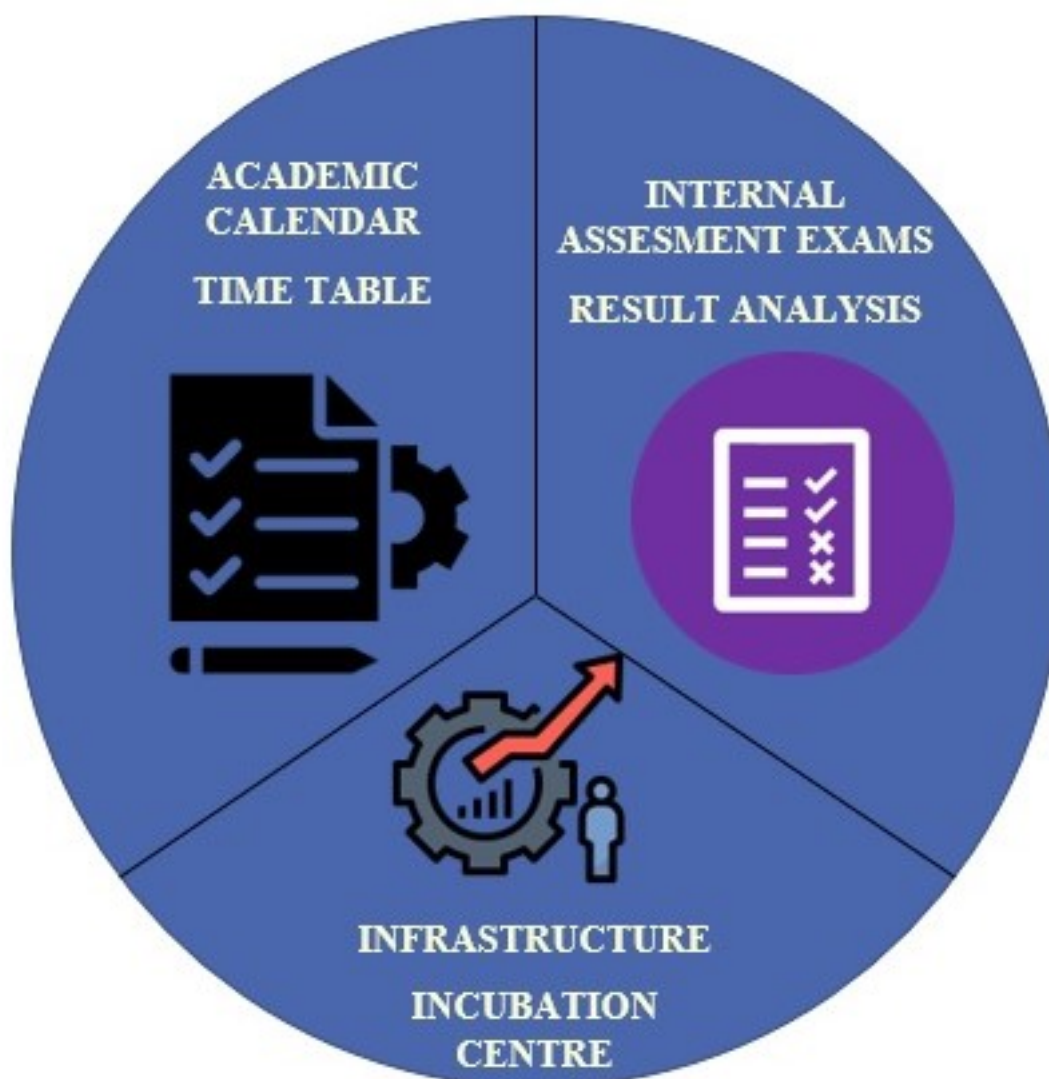 ACADEMIC
CALENDAR
TIME TABLE
INTERNAL
ASSESMENT EXAMS
RESULT ANALYSIS
INFRASTRUCTURE
INCUBATION
CENTRE